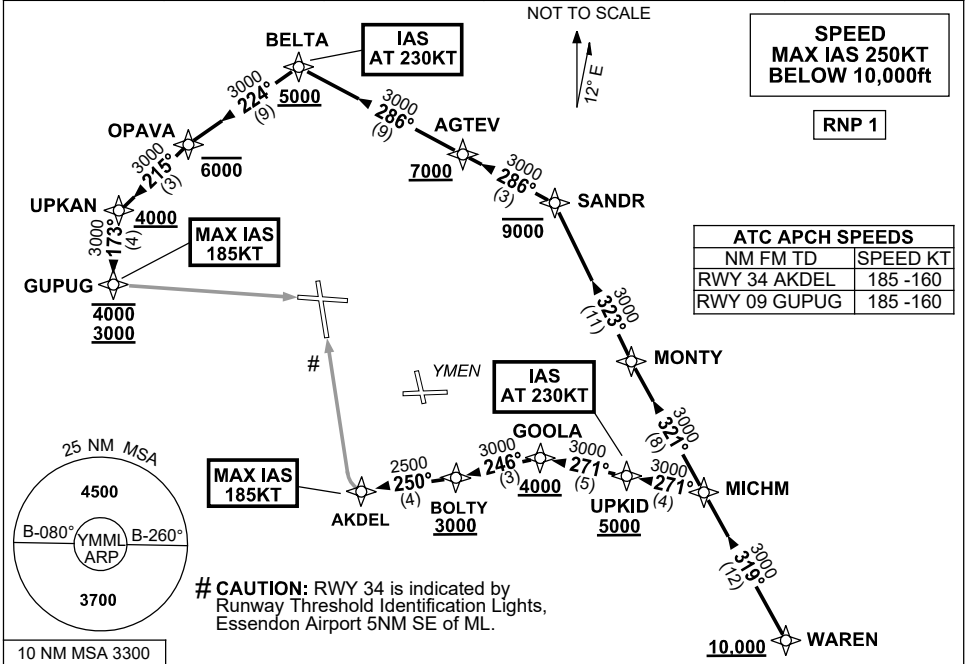 NOT TO SCALE
12° E
SPEED
MAX IAS 250KT
BELOW 10,000ft
RNP 1
BELTA
IAS
AT 230KT
5000
3000
224°
(9)
3000
286°
(9)
OPAVA
6000
AGTEV
7000
3000
286°
(3)
3000
215°
(3)
UPKAN
4000
SANDR
9000
3000
173°
(4)
MAX IAS
185KT
GUPUG
4000
3000
ATC APCH SPEEDS
NM FM TD SPEED KT
RWY 34 AKDEL 185 -160
RWY 09 GUPUG 185 -160
3000
323°
(11)
MONTY
#
YMEN
IAS
AT 230KT
3000
321°
(8)
GOOLA
4000
MAX IAS
185KT
2500
250°
(4)
3000
246°
(3)
3000
271°
(5)
3000
271°
(4)
MICHM
AKDEL
BOLTY
3000
UPKID
5000
3000
319°
(12)
10,000
WAREN
25 NM MSA
4500
B-080°
YMML
ARP
B-260°
3700
10 NM MSA 3300
# CAUTION: RWY 34 is indicated by
Runway Threshold Identification Lights,
Essendon Airport 5NM SE of ML.